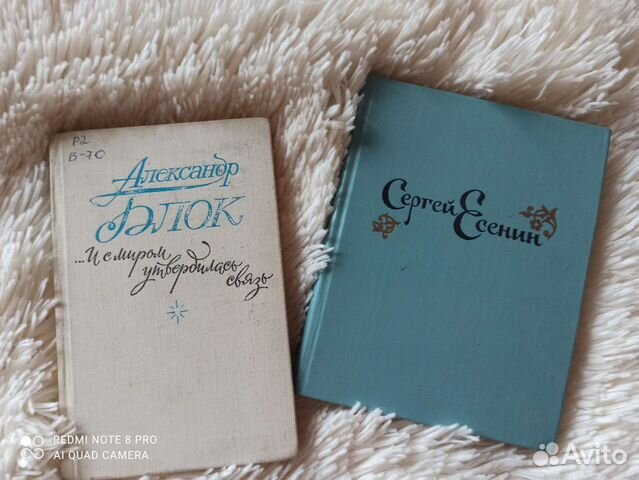 Р2
Б-70
Александр
БЛОК
...И с миром
утвердилась
связь
Сергей Есенин
REDMI NOTE 8 PRO
AI QUAD CAMERA
Avito